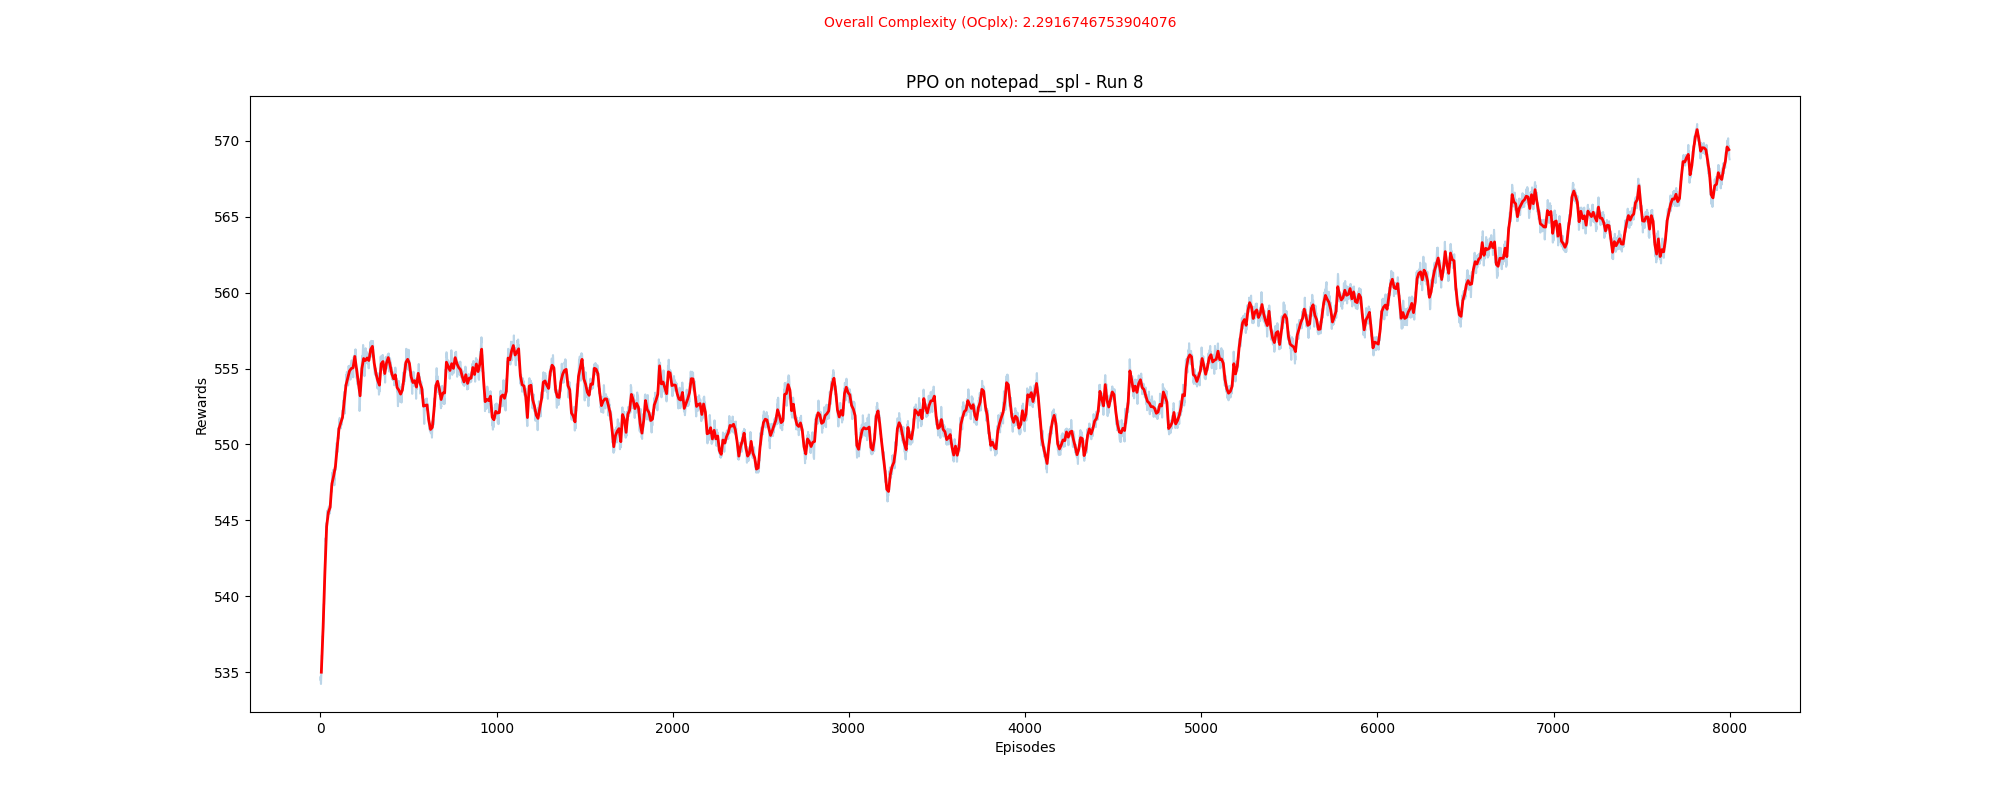 Overall Complexity (OCplx): 2.2916746753904076
PPO on notepad__spl - Run 8
570
565
560
555
550
545
540
535
Rewards
0 1000 2000 3000 4000 5000 6000 7000 8000
Episodes